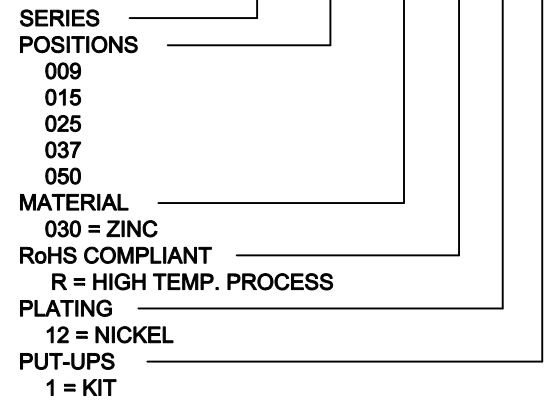 SERIES
POSITIONS
009
015
025
037
050
MATERIAL
030 = ZINC
RoHS COMPLIANT
R = HIGH TEMP. PROCESS
PLATING
12 = NICKEL
PUT-UPS
1 = KIT